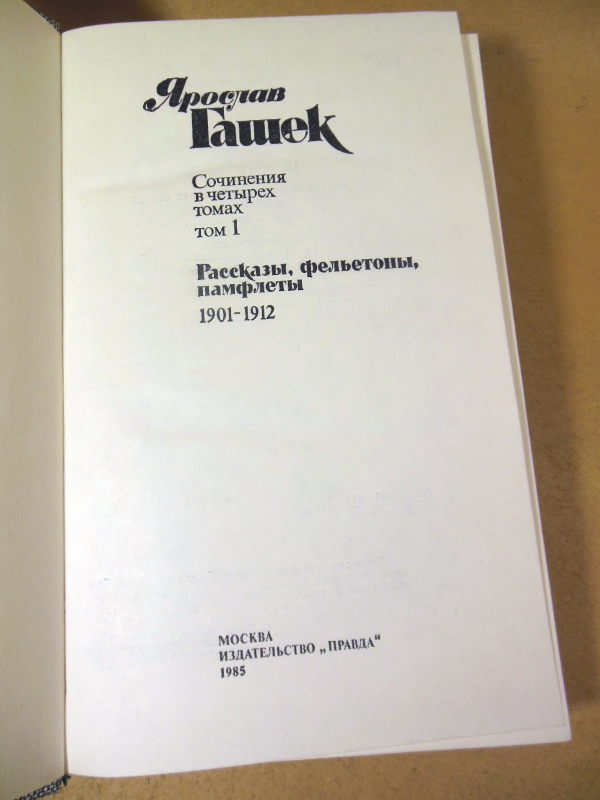 Ярослав
Гашек
Сочинения
в четырех
томах
том 1
Рассказы, фельетоны,
памфлеты
1901-1912
МОСКВА
ИЗДАТЕЛЬСТВО „ПРАВДА“
1985